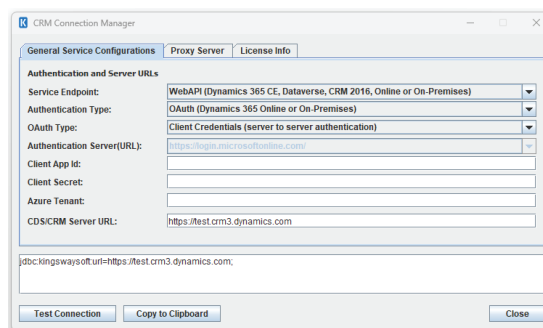 CRM Connection Manager
General Service Configurations Proxy Server License Info
Authentication and Server URLs
Service Endpoint: WebAPI (Dynamics 365 CE, Dataverse, CRM 2016, Online or On-Premises)
Authentication Type: OAuth (Dynamics 365 Online or On-Premises)
OAuth Type: Client Credentials (server to server authentication)
Authentication Server(URL): https://login.microsoftonline.com/
Client App Id:
Client Secret:
Azure Tenant:
CDS/CRM Server URL: https://test.crm3.dynamics.com
jdbc:kingswaysoft:url=https://test.crm3.dynamics.com;
Test Connection Copy to Clipboard Close